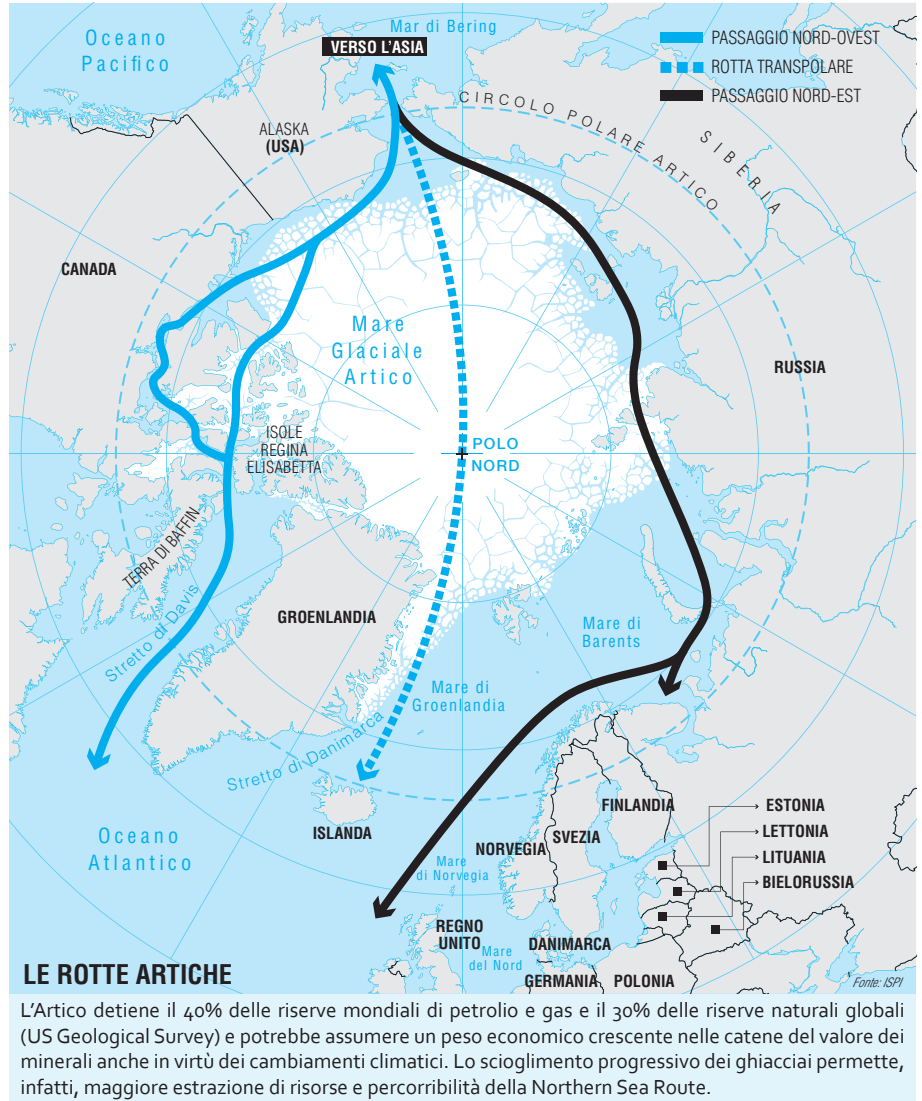 Oceano
Pacifico
Mar di Bering
VERSO L'ASIA
PASSAGGIO NORD-OVEST
ROTTA TRANSPOLARE
PASSAGGIO NORD-EST
CIRCOLO POLARE ARTICO
SIBERIA
ALASKA
(USA)
CANADA
Mare
Glaciale
Artico
RUSSIA
ISOLE
REGINA
ELISABETTA
POLO
NORD
TERRA DI BAFFIN
Stretto di Davis
GROENLANDIA
Mare di
Barents
Mare di
Groenlandia
Stretto di Danimarca
ISLANDA
Oceano
Atlantico
FINLANDIA
SVEZIA
NORVEGIA
Mare
di Norvegia
ESTONIA
LETTONIA
LITUANIA
BIELORUSSIA
REGNO
UNITO
Mare
del Nord
DANIMARCA
GERMANIA
POLONIA
LE ROTTE ARTICHE
Fonte: ISPI
L'Artico detiene il 40% delle riserve mondiali di petrolio e gas e il 30% delle riserve naturali globali
(US Geological Survey) e potrebbe assumere un peso economico crescente nelle catene del valore dei
minerali anche in virtù dei cambiamenti climatici. Lo scioglimento progressivo dei ghiacciai permette,
infatti, maggiore estrazione di risorse e percorribilità della Northern Sea Route.